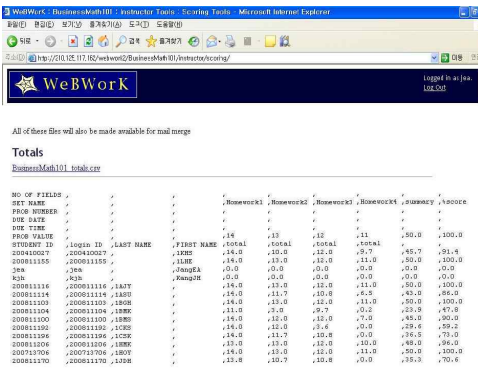 WeBWorK : BusinessMath101 : Instructor Tools : Scoring Tools - Microsoft Internet Explorer
파일(F) 편집(E) 보기(V) 즐겨찾기(A) 도구(T) 도움말(H)
뒤로 검색 즐겨찾기
주소(D) http://210.125.117.162/webwork2/BusinessMath101/instructor/scoring/ 이동
WeBWorK Logged in as jea.
Log Out
All of these files will also be made available for mail merge
Totals
BusinessMath101_totals.csv
NO OF FIELDS , , , , , , , , ,
SET NAME , , , ,Homework1 ,Homework2 ,Homework3 ,Homework4 ,summary ,%score
PROB NUMBER , , , , , , , , ,
DUE DATE , , , , , , , , ,
DUE TIME , , , , , , , , ,
PROB VALUE , , , ,14 ,13 ,12 ,11 ,50.0 ,100.0
STUDENT ID ,login ID ,LAST NAME ,FIRST NAME ,total ,total ,total ,total , ,
200410027 ,200410027 , ,1KMS ,14.0 ,10.0 ,12.0 ,9.7 ,45.7 ,91.4
200811155 ,200811155 , ,1LHE ,14.0 ,13.0 ,12.0 ,11.0 ,50.0 ,100.0
jea ,jea , ,JangEA ,0.0 ,0.0 ,0.0 ,0.0 ,0.0 ,0.0
kjh ,kjh , ,KangJH ,0.0 ,0.0 ,0.0 ,0.0 ,0.0 ,0.0
200811116 ,200811116 ,1AJY , ,14.0 ,13.0 ,12.0 ,11.0 ,50.0 ,100.0
200811114 ,200811114 ,1ASU , ,14.0 ,11.7 ,10.8 ,6.5 ,43.0 ,86.0
200811103 ,200811103 ,1BGH , ,14.0 ,13.0 ,12.0 ,11.0 ,50.0 ,100.0
200811104 ,200811104 ,1BMK , ,11.0 ,3.0 ,9.7 ,0.2 ,23.9 ,47.8
200811100 ,200811100 ,1BMS , ,14.0 ,12.0 ,12.0 ,7.0 ,45.0 ,90.0
200811192 ,200811192 ,1CKS , ,14.0 ,12.0 ,3.6 ,0.0 ,29.6 ,59.2
200811196 ,200811196 ,1CSK , ,14.0 ,11.7 ,10.8 ,0.0 ,36.5 ,73.0
200811206 ,200811206 ,1HMK , ,13.0 ,13.0 ,12.0 ,10.0 ,48.0 ,96.0
200713706 ,200713706 ,1HOY , ,14.0 ,13.0 ,12.0 ,11.0 ,50.0 ,100.0
200811170 ,200811170 ,1JDH , ,13.8 ,10.7 ,10.8 ,0.0 ,35.3 ,70.6